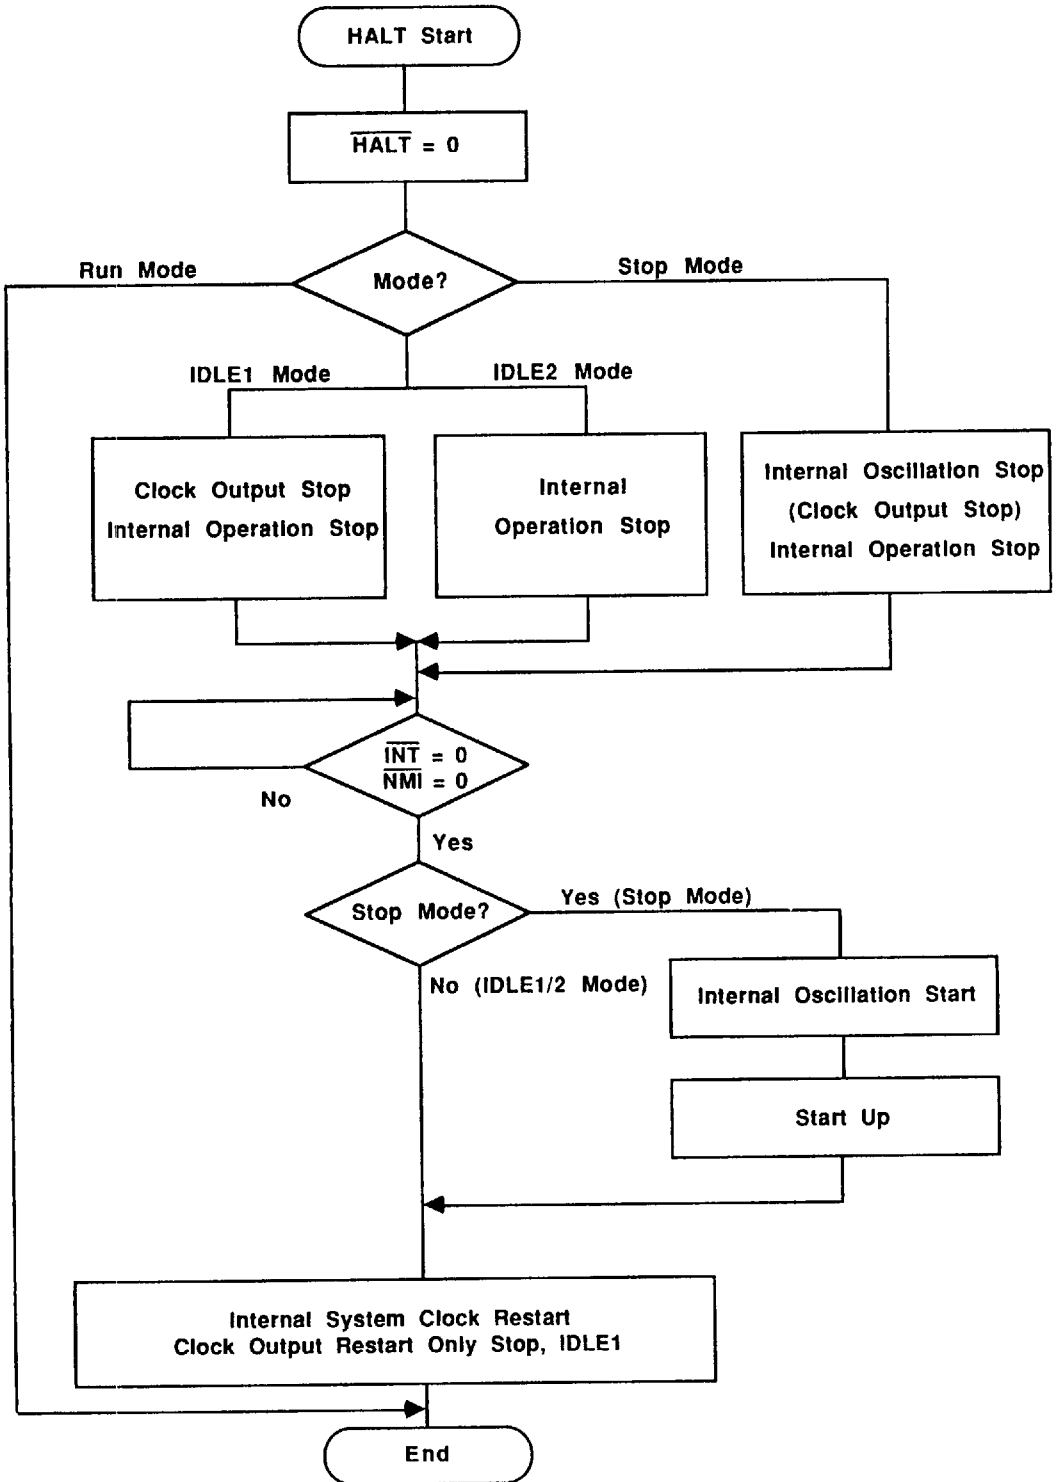 HALT Start
H̅A̅L̅T̅ = 0
Mode?
Run Mode
Stop Mode
IDLE1 Mode
IDLE2 Mode
Clock Output Stop
Internal Operation Stop
Internal
Operation Stop
Internal Oscillation Stop
(Clock Output Stop)
Internal Operation Stop
I̅N̅T̅ = 0
N̅M̅I̅ = 0
No
Yes
Stop Mode?
Yes (Stop Mode)
No (IDLE1/2 Mode)
Internal Oscillation Start
Start Up
Internal System Clock Restart
Clock Output Restart Only Stop, IDLE1
End